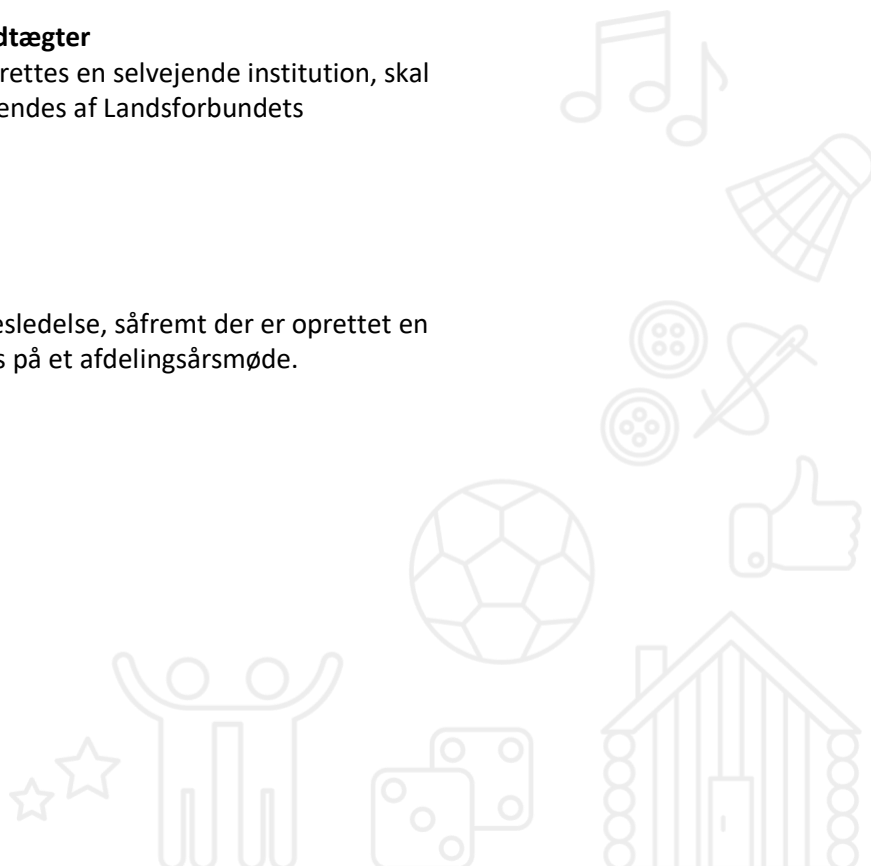 dtægter
rettes en selvejende institution, skal
endes af Landsforbundets
esledelse, såfremt der er oprettet en
s på et afdelingsårsmøde.